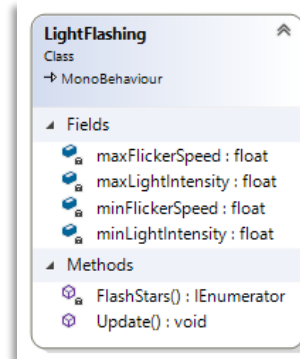 LightFlashing
Class
MonoBehaviour
Fields
maxFlickerSpeed : float
maxLightIntensity : float
minFlickerSpeed : float
minLightIntensity : float
Methods
FlashStars() : IEnumerator
Update() : void